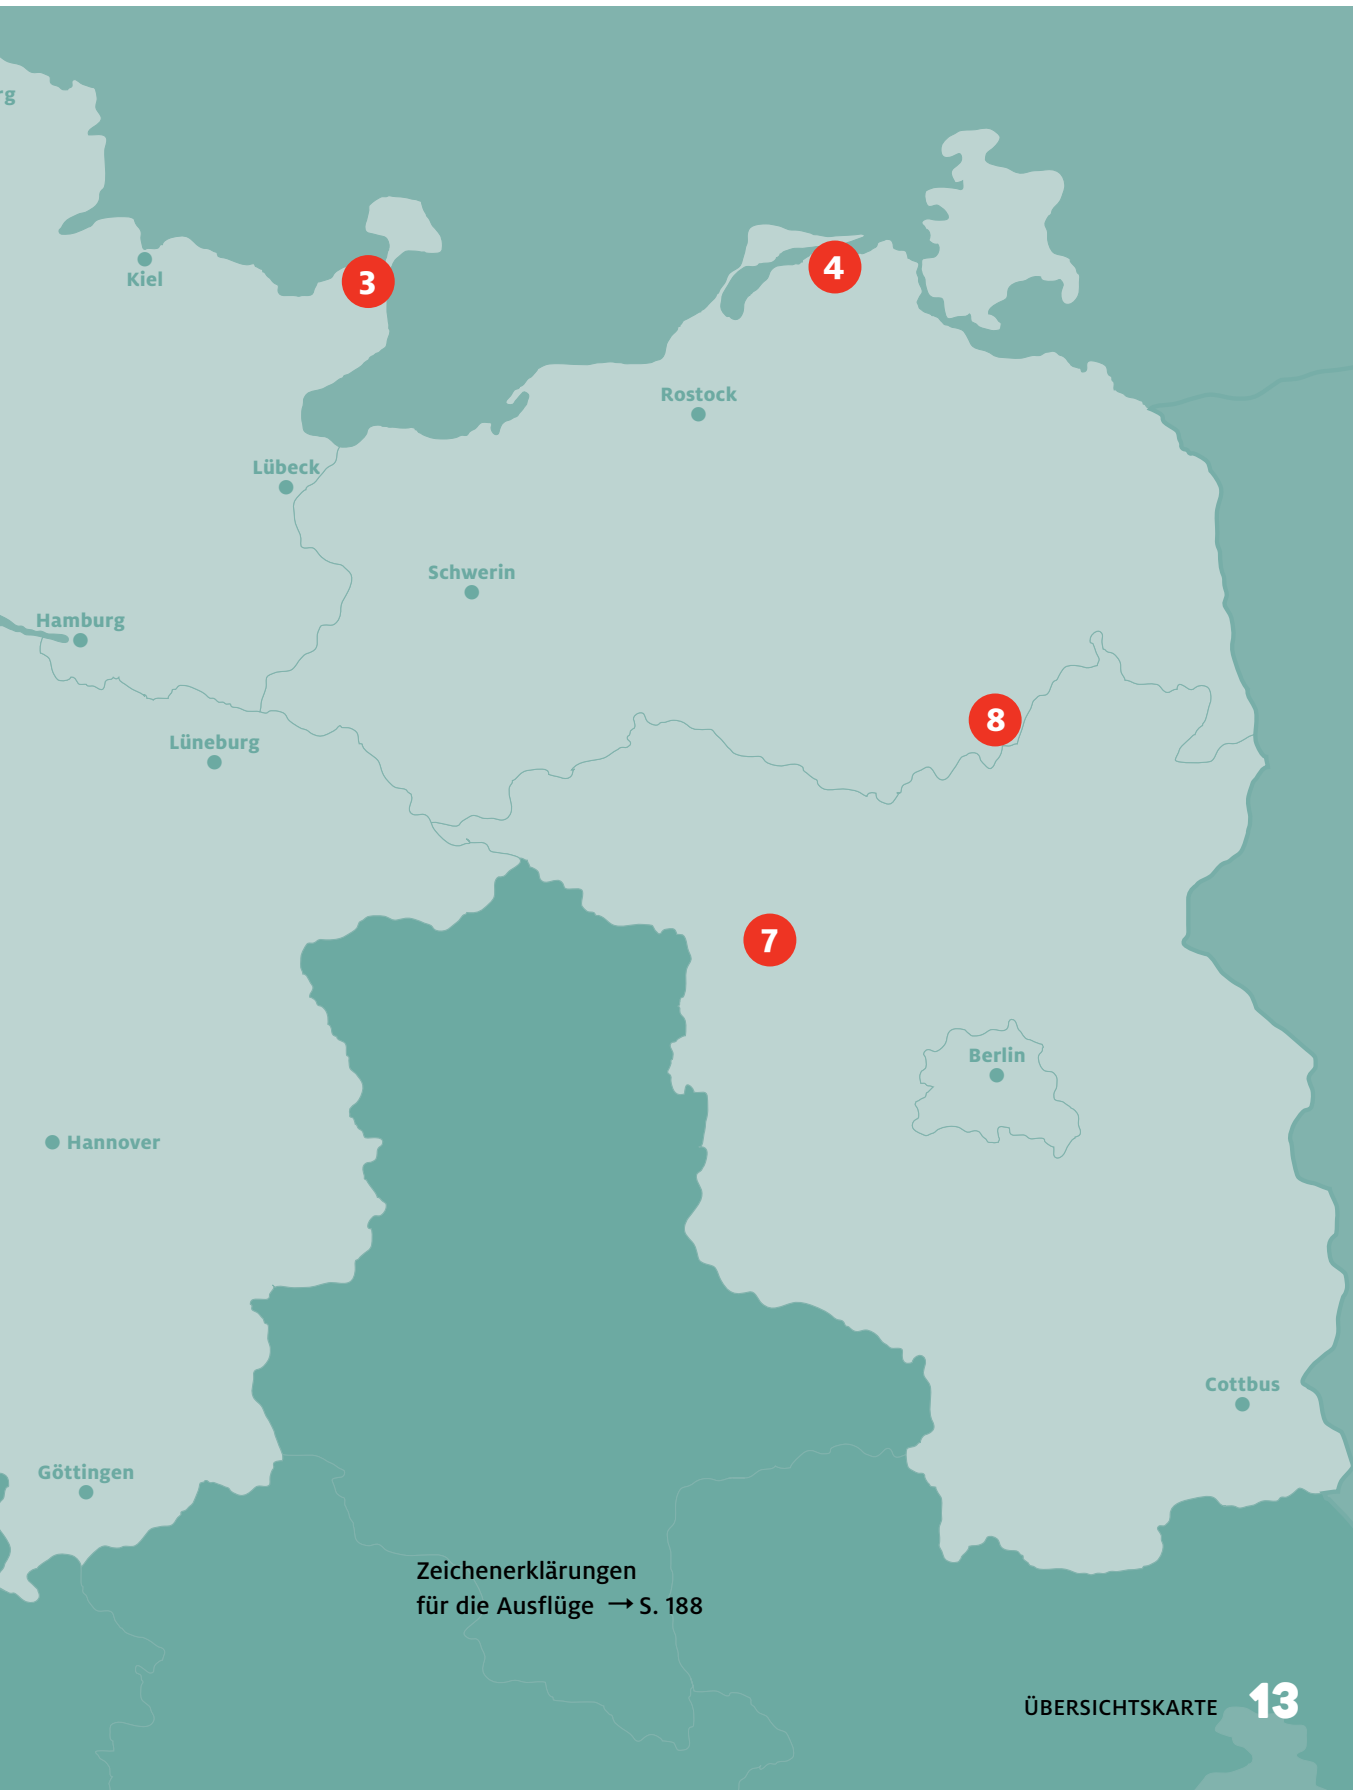 rg
Kiel
3
4
Rostock
Lübeck
Schwerin
Hamburg
8
Lüneburg
7
Berlin
Hannover
Cottbus
Göttingen
Zeichenerklärungen
für die Ausflüge → S. 188
ÜBERSICHTSKARTE 13